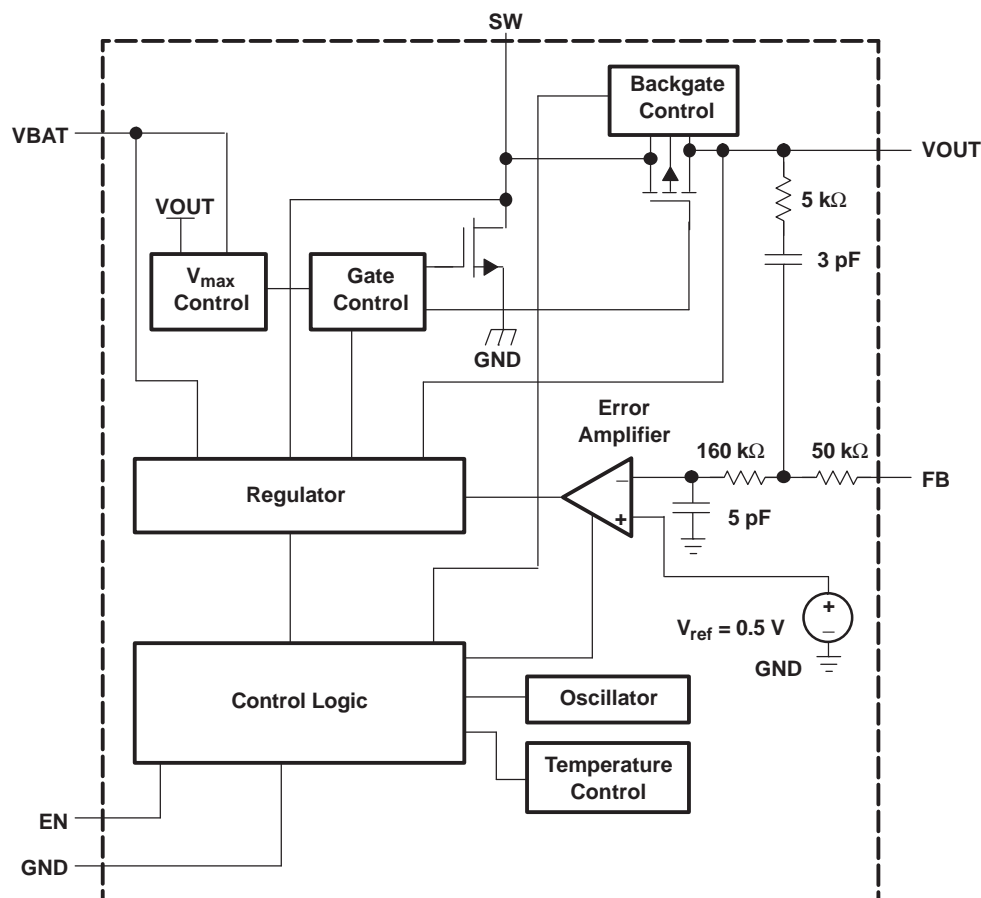 SW
Backgate
Control
VBAT
VOUT
VOUT
5 kΩ
3 pF
Vmax
Control
Gate
Control
GND
Error
Amplifier
160 kΩ
50 kΩ
FB
Regulator
−
+
5 pF
+
−
Vref = 0.5 V
GND
Control Logic
Oscillator
Temperature
Control
EN
GND